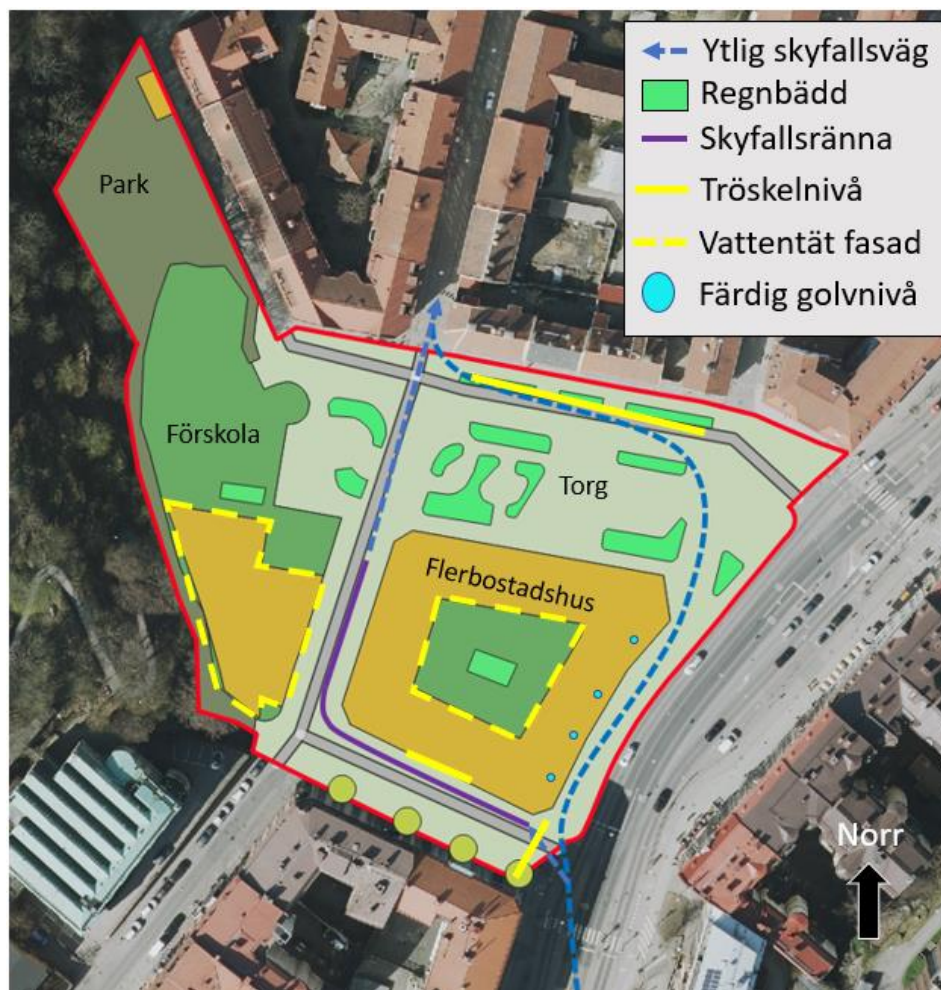 Ytlig skyfallsväg
Regnbädd
Skyfallsränna
Tröskelnivå
Vattentät fasad
Färdig golvnivå
Park
Förskola
Torg
Flerbostadshus
Norr